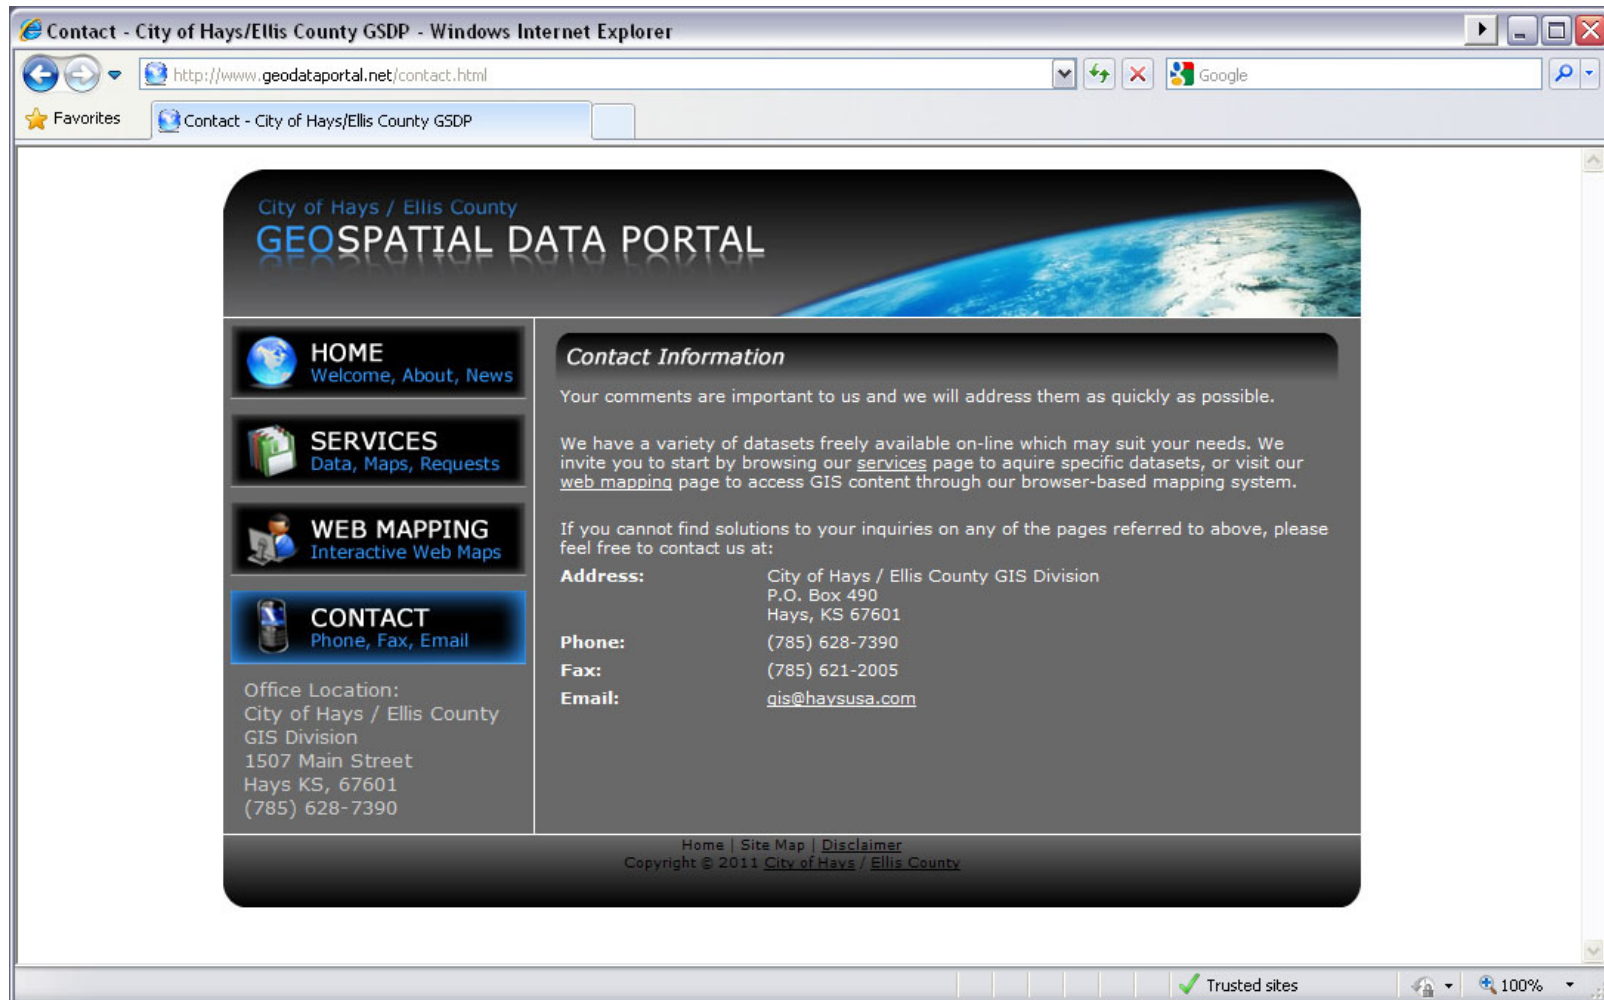 Contact - City of Hays/Ellis County GSDP - Windows Internet Explorer
http://www.geodataportal.net/contact.html
Google
Favorites
Contact - City of Hays/Ellis County GSDP
City of Hays / Ellis County
GEOSPATIAL DATA PORTAL
HOME
Welcome, About, News
SERVICES
Data, Maps, Requests
WEB MAPPING
Interactive Web Maps
CONTACT
Phone, Fax, Email
Office Location:
City of Hays / Ellis County
GIS Division
1507 Main Street
Hays KS, 67601
(785) 628-7390
Contact Information
Your comments are important to us and we will address them as quickly as possible.
We have a variety of datasets freely available on-line which may suit your needs. We
invite you to start by browsing our services page to aquire specific datasets, or visit our
web mapping page to access GIS content through our browser-based mapping system.
If you cannot find solutions to your inquiries on any of the pages referred to above, please
feel free to contact us at:
Address: City of Hays / Ellis County GIS Division
P.O. Box 490
Hays, KS 67601
Phone: (785) 628-7390
Fax: (785) 621-2005
Email: gis@haysusa.com
Home | Site Map | Disclaimer
Copyright © 2011 City of Hays / Ellis County
Trusted sites
100%